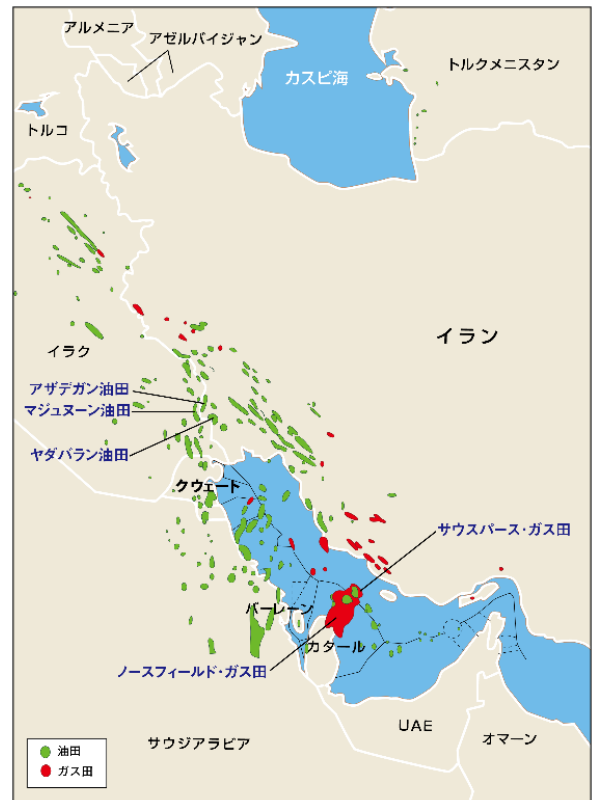 アルメニア
アゼルバイジャン
カスピ海
トルクメニスタン
トルコ
イラン
イラク
アザデガン油田
マジュヌーン油田
ヤダバラン油田
クウェート
サウスパース・ガス田
バーレーン
カタール
ノースフィールド・ガス田
UAE
オマーン
サウジアラビア
油田
ガス田